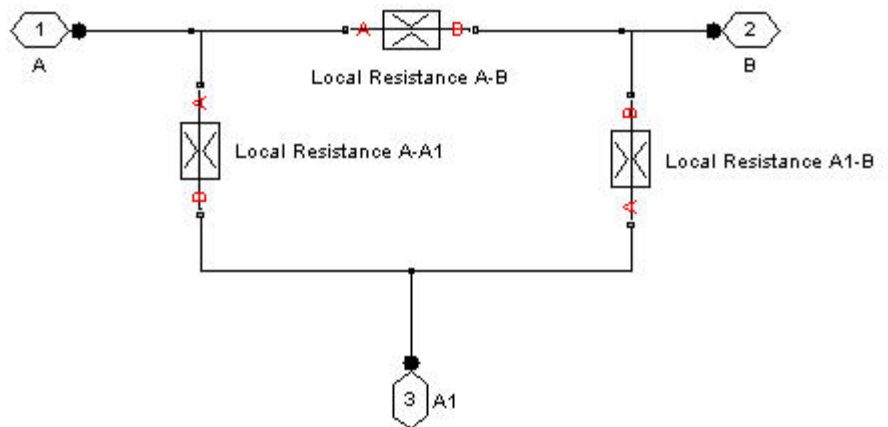 1
A
A
B
Local Resistance A-B
2
B
A
Local Resistance A-A1
B
B
Local Resistance A1-B
A
3
A1